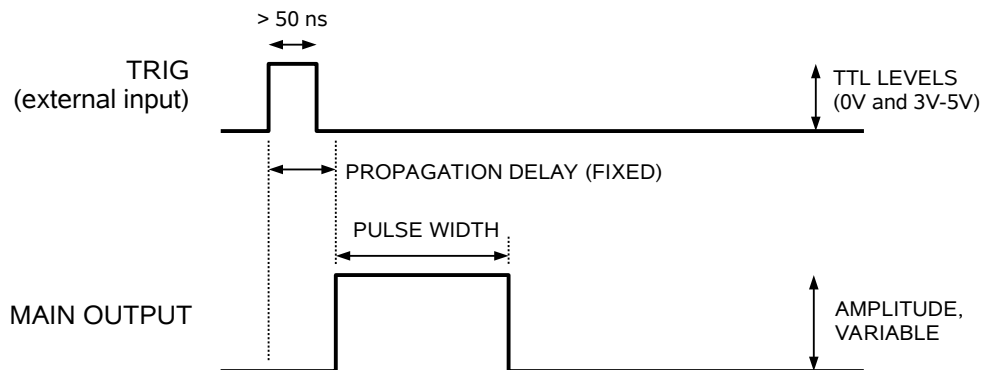 > 50 ns
TRIG
(external input)
TTL LEVELS
(0V and 3V-5V)
PROPAGATION DELAY (FIXED)
PULSE WIDTH
MAIN OUTPUT
AMPLITUDE,
VARIABLE